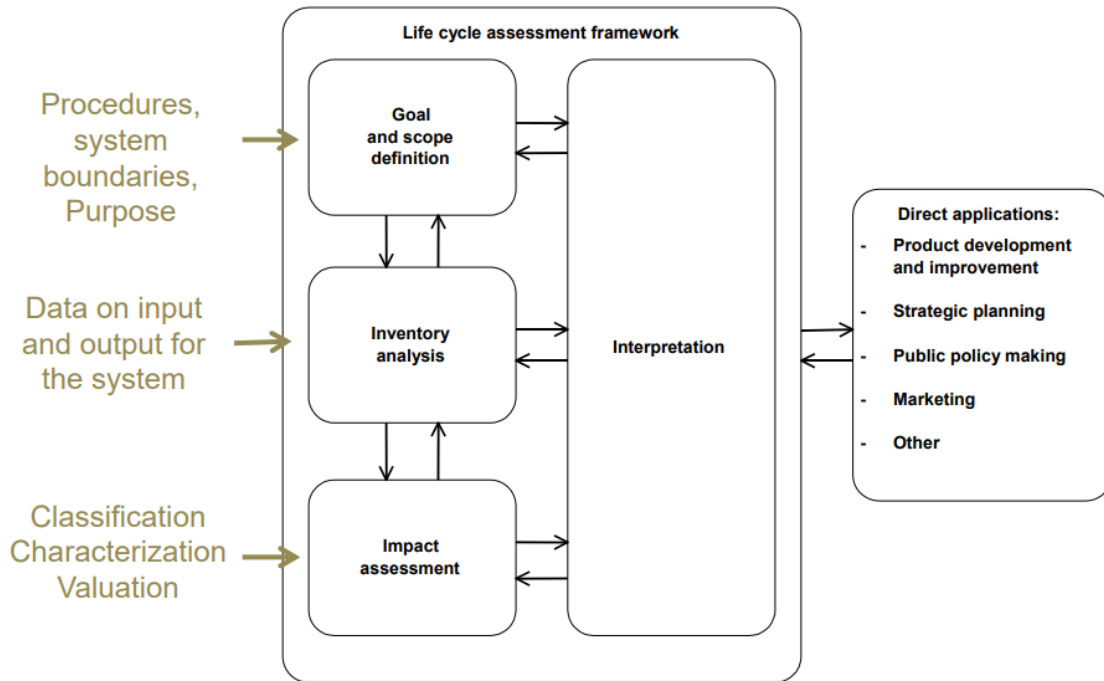 Life cycle assessment framework
Procedures,
system
boundaries,
Purpose
Goal
and scope
definition
Data on input
and output for
the system
Inventory
analysis
Classification
Characterization
Valuation
Impact
assessment
Interpretation
Direct applications:
- Product development
and improvement
- Strategic planning
- Public policy making
- Marketing
- Other